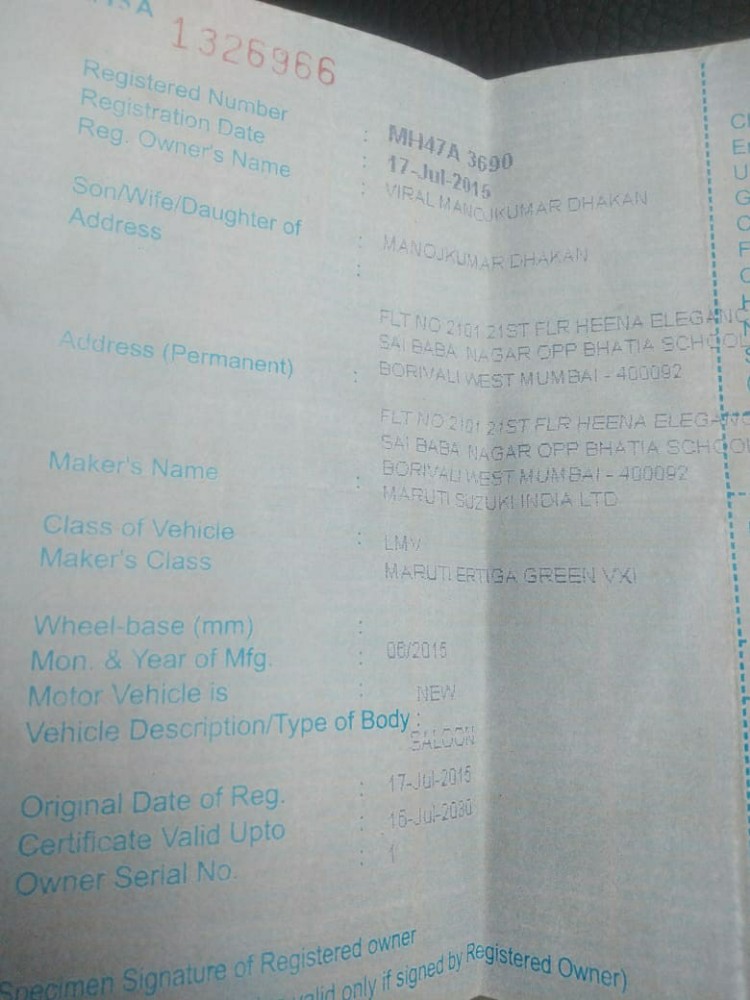 1326966
Registered Number : MH47A 3690
Registration Date : 17-Jul-2015
Reg. Owner's Name : VIRAL MANOJKUMAR DHAKAN
Son/Wife/Daughter of : MANOJKUMAR DHAKAN
Address :
FLT NO 2101 21ST FLR HEENA ELEGANC
SAI BABA NAGAR OPP BHATIA SCHOOL
BORIVALI WEST MUMBAI - 400092
Address (Permanent) :
FLT NO 2101 21ST FLR HEENA ELEGANC
SAI BABA NAGAR OPP BHATIA SCHOOL
BORIVALI WEST MUMBAI - 400092
Maker's Name : MARUTI SUZUKI INDIA LTD
Class of Vehicle : LMV
Maker's Class MARUTI ERTIGA GREEN VXI
Wheel-base (mm) :
Mon. & Year of Mfg. : 06/2015
Motor Vehicle is : NEW
Vehicle Description/Type of Body :
SALOON
Original Date of Reg. : 17-Jul-2015
Certificate Valid Upto : 16-Jul-2030
Owner Serial No. : 1
Specimen Signature of Registered owner
valid only if signed by Registered Owner)